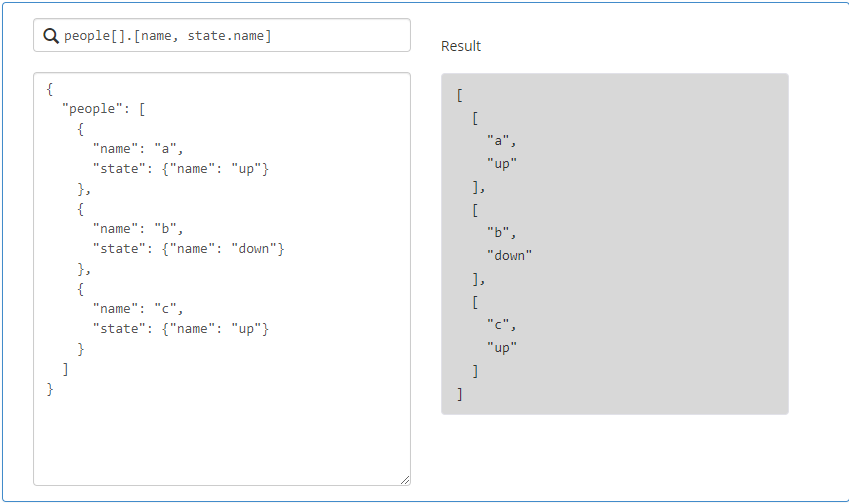 people[].[name, state.name]
{
  "people": [
    {
      "name": "a",
      "state": {"name": "up"}
    },
    {
      "name": "b",
      "state": {"name": "down"}
    },
    {
      "name": "c",
      "state": {"name": "up"}
    }
  ]
}
Result
[
  [
    "a",
    "up"
  ],
  [
    "b",
    "down"
  ],
  [
    "c",
    "up"
  ]
]